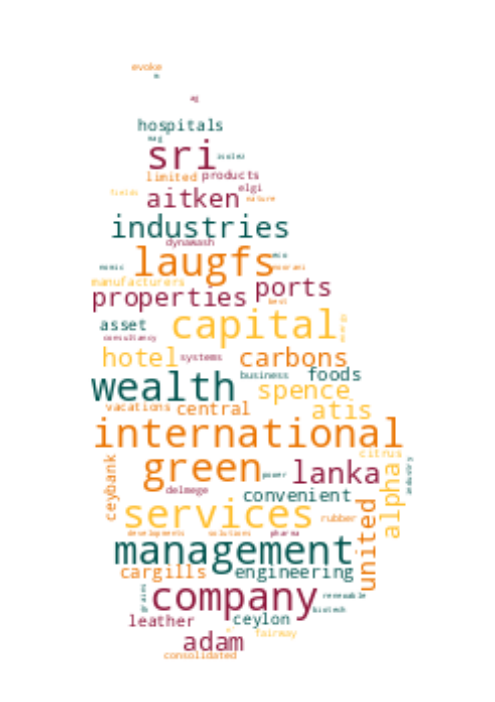 evoke
hospitals
sri
limited products
elgi
fields
aitken
nature
industries
dynawash
laugfs
manufacturers
ports
properties
best
asset
capital
consultancy
hotel systems carbons
business foods
wealth
spence
vacations central
atis
international
citrus
green
power
lanka
ceybank
delmege
convenient
alpha
industry
services
united
rubber
developments solutions pharma
management
cargills engineering
grains
company
renewable
biotech
leather ceylon
fairway
adam
consolidated